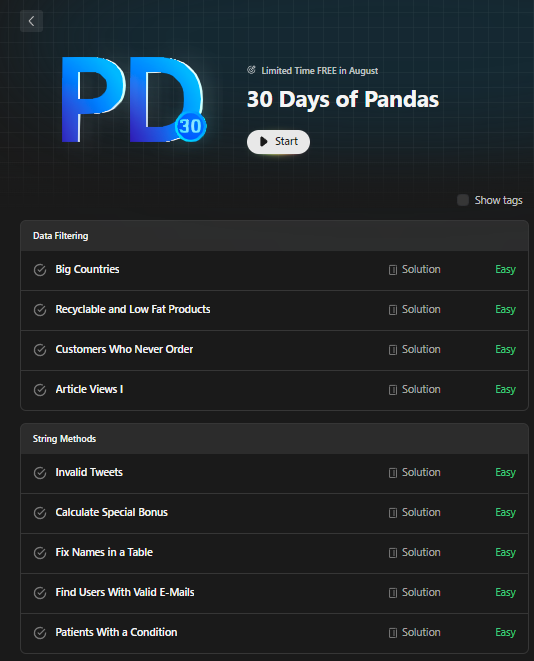 PD
30
Limited Time FREE in August
30 Days of Pandas
Start
Show tags
Data Filtering
Big Countries Solution Easy
Recyclable and Low Fat Products Solution Easy
Customers Who Never Order Solution Easy
Article Views I Solution Easy
String Methods
Invalid Tweets Solution Easy
Calculate Special Bonus Solution Easy
Fix Names in a Table Solution Easy
Find Users With Valid E-Mails Solution Easy
Patients With a Condition Solution Easy